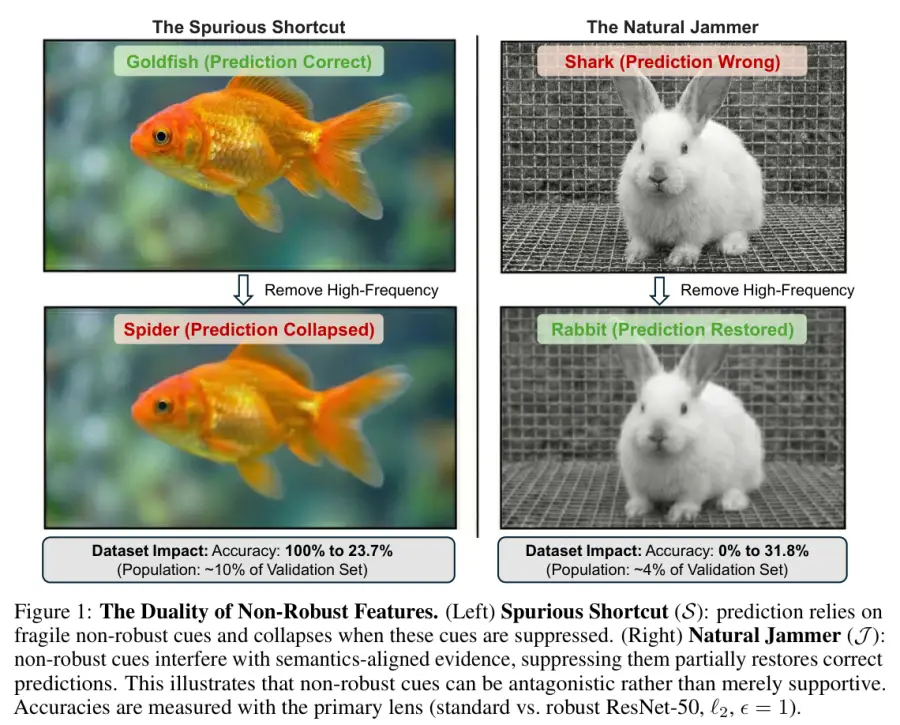 The Spurious Shortcut
Goldfish (Prediction Correct)
Remove High-Frequency
Spider (Prediction Collapsed)
Dataset Impact: Accuracy: 100% to 23.7%
(Population: ~10% of Validation Set)
The Natural Jammer
Shark (Prediction Wrong)
Remove High-Frequency
Rabbit (Prediction Restored)
Dataset Impact: Accuracy: 0% to 31.8%
(Population: ~4% of Validation Set)
Figure 1: The Duality of Non-Robust Features. (Left) Spurious Shortcut (𝒮): prediction relies on
fragile non-robust cues and collapses when these cues are suppressed. (Right) Natural Jammer (𝒥):
non-robust cues interfere with semantics-aligned evidence, suppressing them partially restores correct
predictions. This illustrates that non-robust cues can be antagonistic rather than merely supportive.
Accuracies are measured with the primary lens (standard vs. robust ResNet-50, ℓ₂, ϵ = 1).